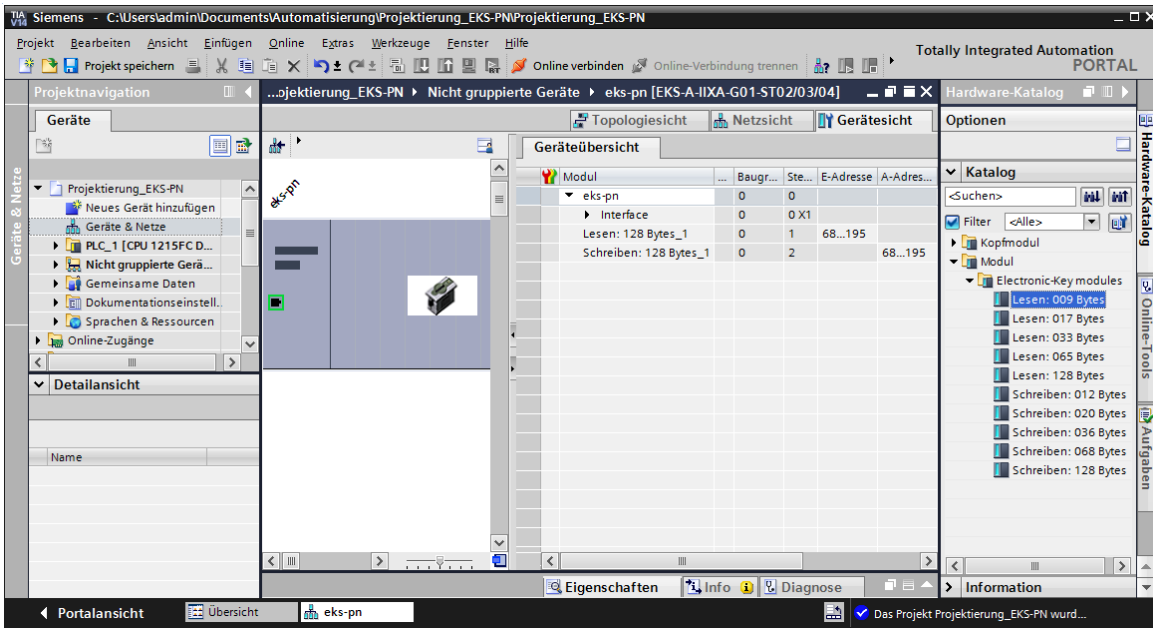 TIA V14 Siemens - C:\Users\admin\Documents\Automatisierung\Projektierung_EKS-PN\Projektierung_EKS-PN
Projekt Bearbeiten Ansicht Einfügen Online Extras Werkzeuge Fenster Hilfe
Projekt speichern
Online verbinden
Online-Verbindung trennen
Totally Integrated Automation
PORTAL
Projektnavigation
Geräte
Geräte & Netze
Projektierung_EKS-PN
Neues Gerät hinzufügen
Geräte & Netze
PLC_1 [CPU 1215FC D...
Nicht gruppierte Gerä...
Gemeinsame Daten
Dokumentationseinstell..
Sprachen & Ressourcen
Online-Zugänge
Detailansicht
Name
...ojektierung_EKS-PN Nicht gruppierte Geräte eks-pn [EKS-A-IIXA-G01-ST02/03/04]
Topologiesicht
Netzsicht
Gerätesicht
eks-pn
RT
Geräteübersicht
Modul ... Baugr... Ste... E-Adresse A-Adres...
eks-pn 0 0
Interface 0 0 X1
Lesen: 128 Bytes_1 0 1 68...195
Schreiben: 128 Bytes_1 0 2 68...195
Eigenschaften
Info
Diagnose
Hardware-Katalog
Optionen
Katalog
<Suchen>
Filter <Alle>
Kopfmodul
Modul
Electronic-Key modules
Lesen: 009 Bytes
Lesen: 017 Bytes
Lesen: 033 Bytes
Lesen: 065 Bytes
Lesen: 128 Bytes
Schreiben: 012 Bytes
Schreiben: 020 Bytes
Schreiben: 036 Bytes
Schreiben: 068 Bytes
Schreiben: 128 Bytes
Information
Hardware-Katalog
Online-Tools
Aufgaben
Portalansicht
Übersicht
eks-pn
Das Projekt Projektierung_EKS-PN wurd...